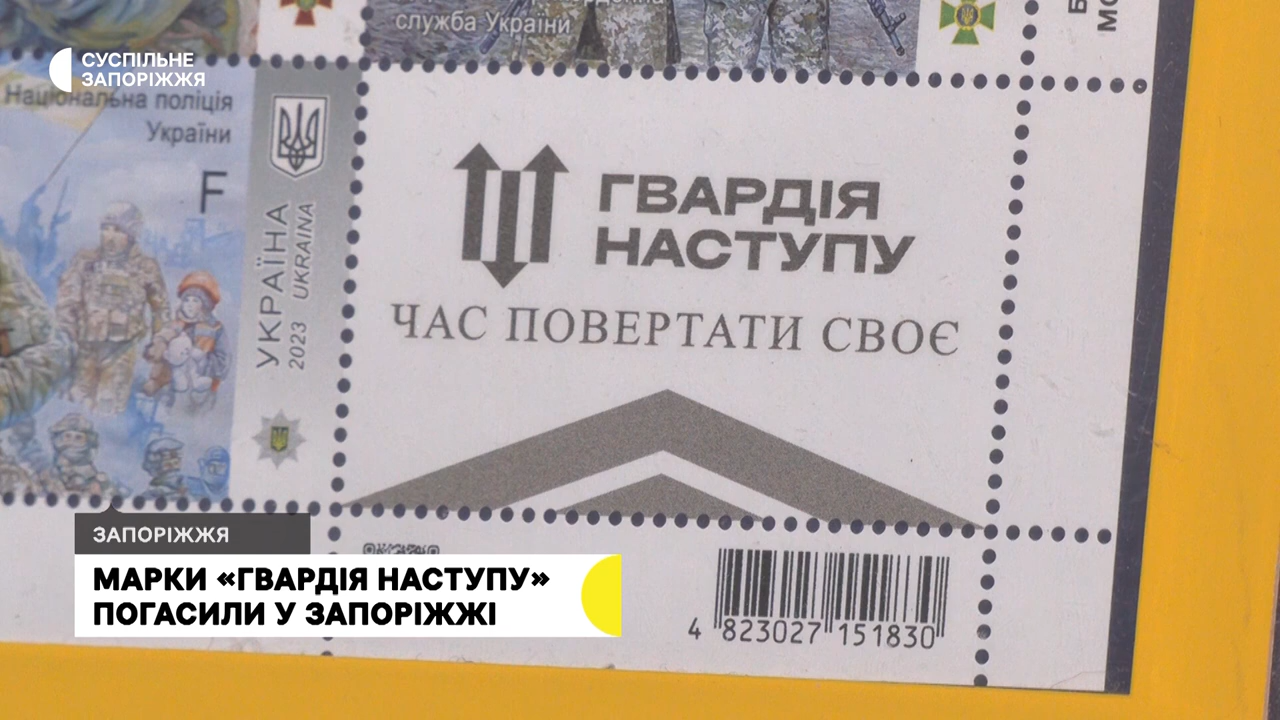 служба України
СУСПІЛЬНЕ
ЗАПОРІЖЖЯ
Національна поліція
України
F
УКРАЇНА
2023 UKRAINA
ГВАРДІЯ
НАСТУПУ
ЧАС ПОВЕРТАТИ СВОЄ
ЗАПОРІЖЖЯ
МАРКИ «ГВАРДІЯ НАСТУПУ»
ПОГАСИЛИ У ЗАПОРІЖЖІ
4 823027 151830